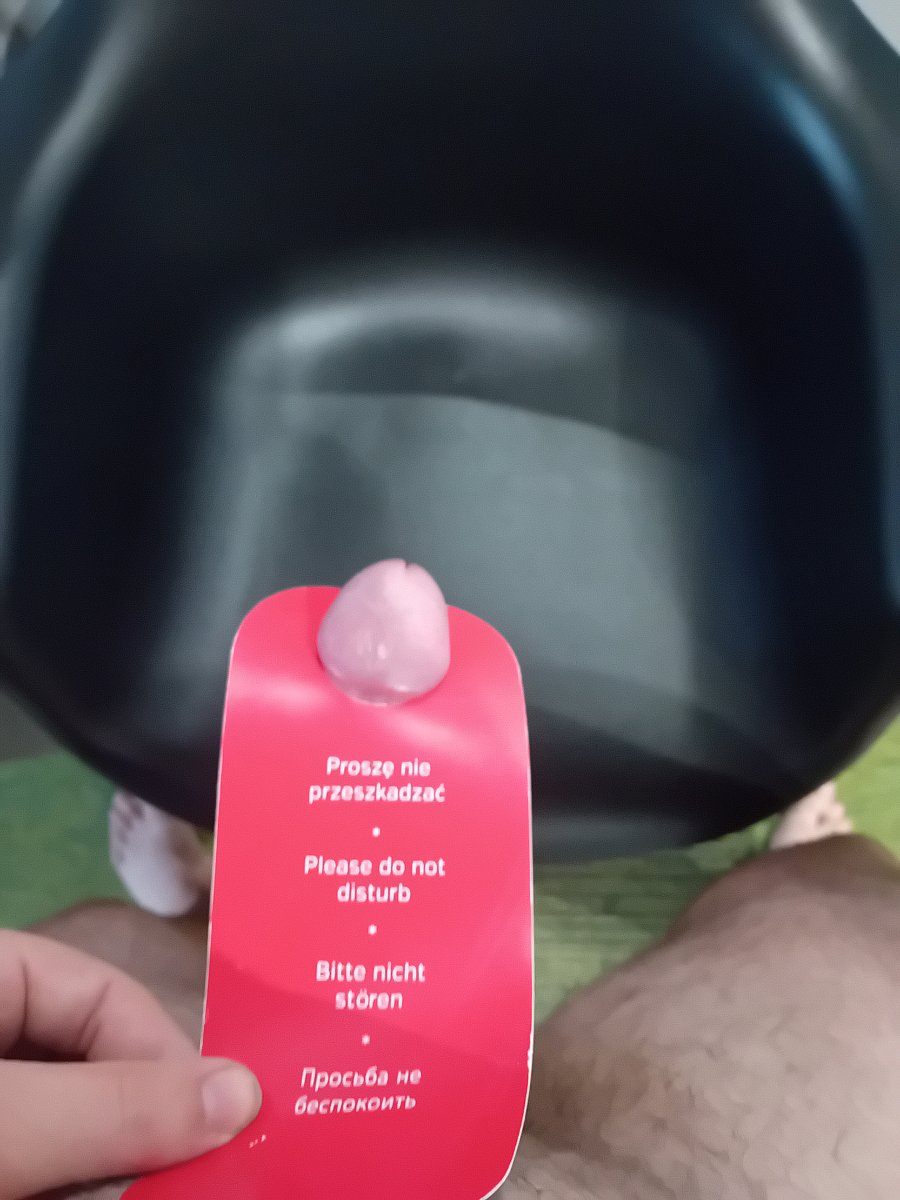 Proszę nie
przeszkadzać
•
Please do not
disturb
•
Bitte nicht
stören
•
Просьба не
беспокоить